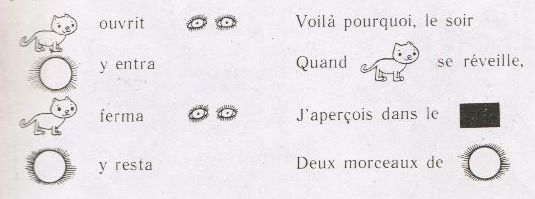 ouvrit
y entra
ferma
y resta
Voilà pourquoi, le soir
Quand se réveille,
J'aperçois dans le
Deux morceaux de